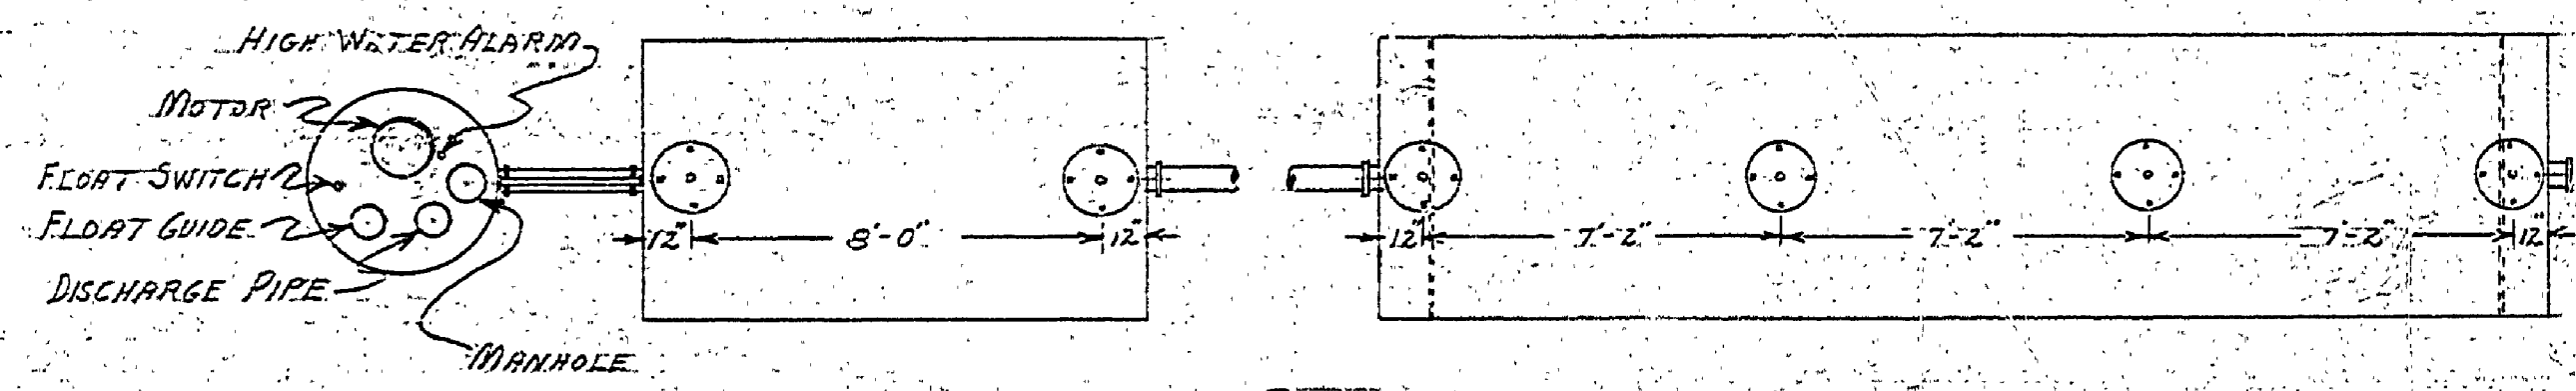 HIGH WATER ALARM
MOTOR
FLOAT SWITCH
FLOAT GUIDE
DISCHARGE PIPE
MANHOLE
12" 8'-0" 12" 12" 7'-2" 7'-2" 7'-2" 12"